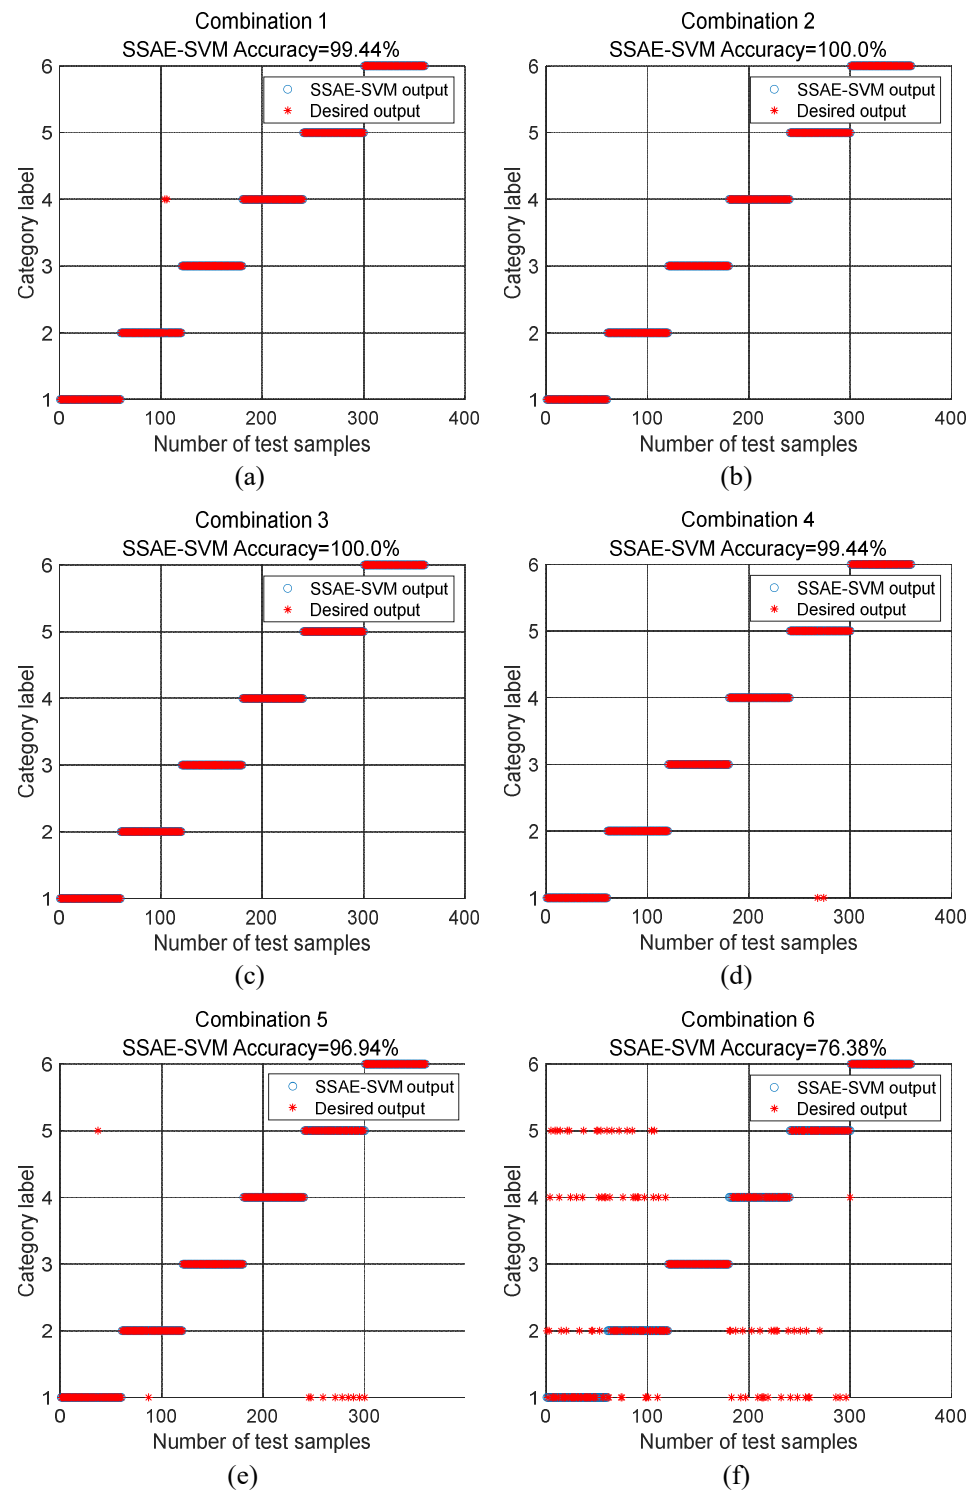 Combination 1
SSAE-SVM Accuracy=99.44%
6
5
4
3
2
1
Category label
SSAE-SVM output
Desired output
0
100
200
300
400
Number of test samples
(a)
Combination 2
SSAE-SVM Accuracy=100.0%
6
5
4
3
2
1
Category label
SSAE-SVM output
Desired output
0
100
200
300
400
Number of test samples
(b)
Combination 3
SSAE-SVM Accuracy=100.0%
6
5
4
3
2
1
Category label
SSAE-SVM output
Desired output
0
100
200
300
400
Number of test samples
(c)
Combination 4
SSAE-SVM Accuracy=99.44%
6
5
4
3
2
1
Category label
SSAE-SVM output
Desired output
0
100
200
300
400
Number of test samples
(d)
Combination 5
SSAE-SVM Accuracy=96.94%
6
5
4
3
2
1
Category label
SSAE-SVM output
Desired output
0
100
200
300
Number of test samples
(e)
Combination 6
SSAE-SVM Accuracy=76.38%
6
5
4
3
2
1
Category label
SSAE-SVM output
Desired output
0
100
200
300
400
Number of test samples
(f)